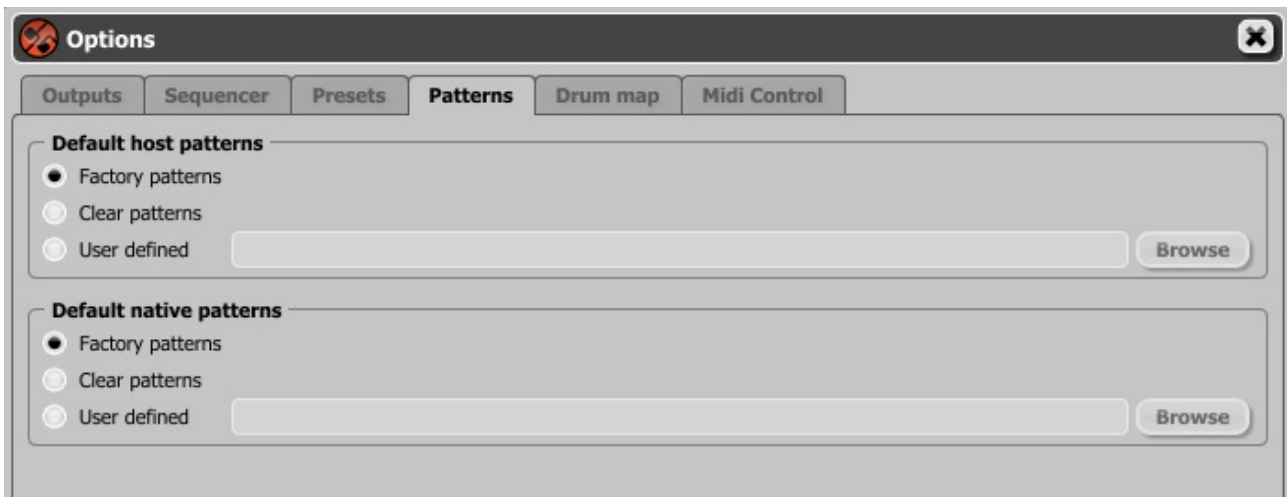 Options
Outputs Sequencer Presets Patterns Drum map Midi Control
Default host patterns
Factory patterns
Clear patterns
User defined Browse
Default native patterns
Factory patterns
Clear patterns
User defined Browse